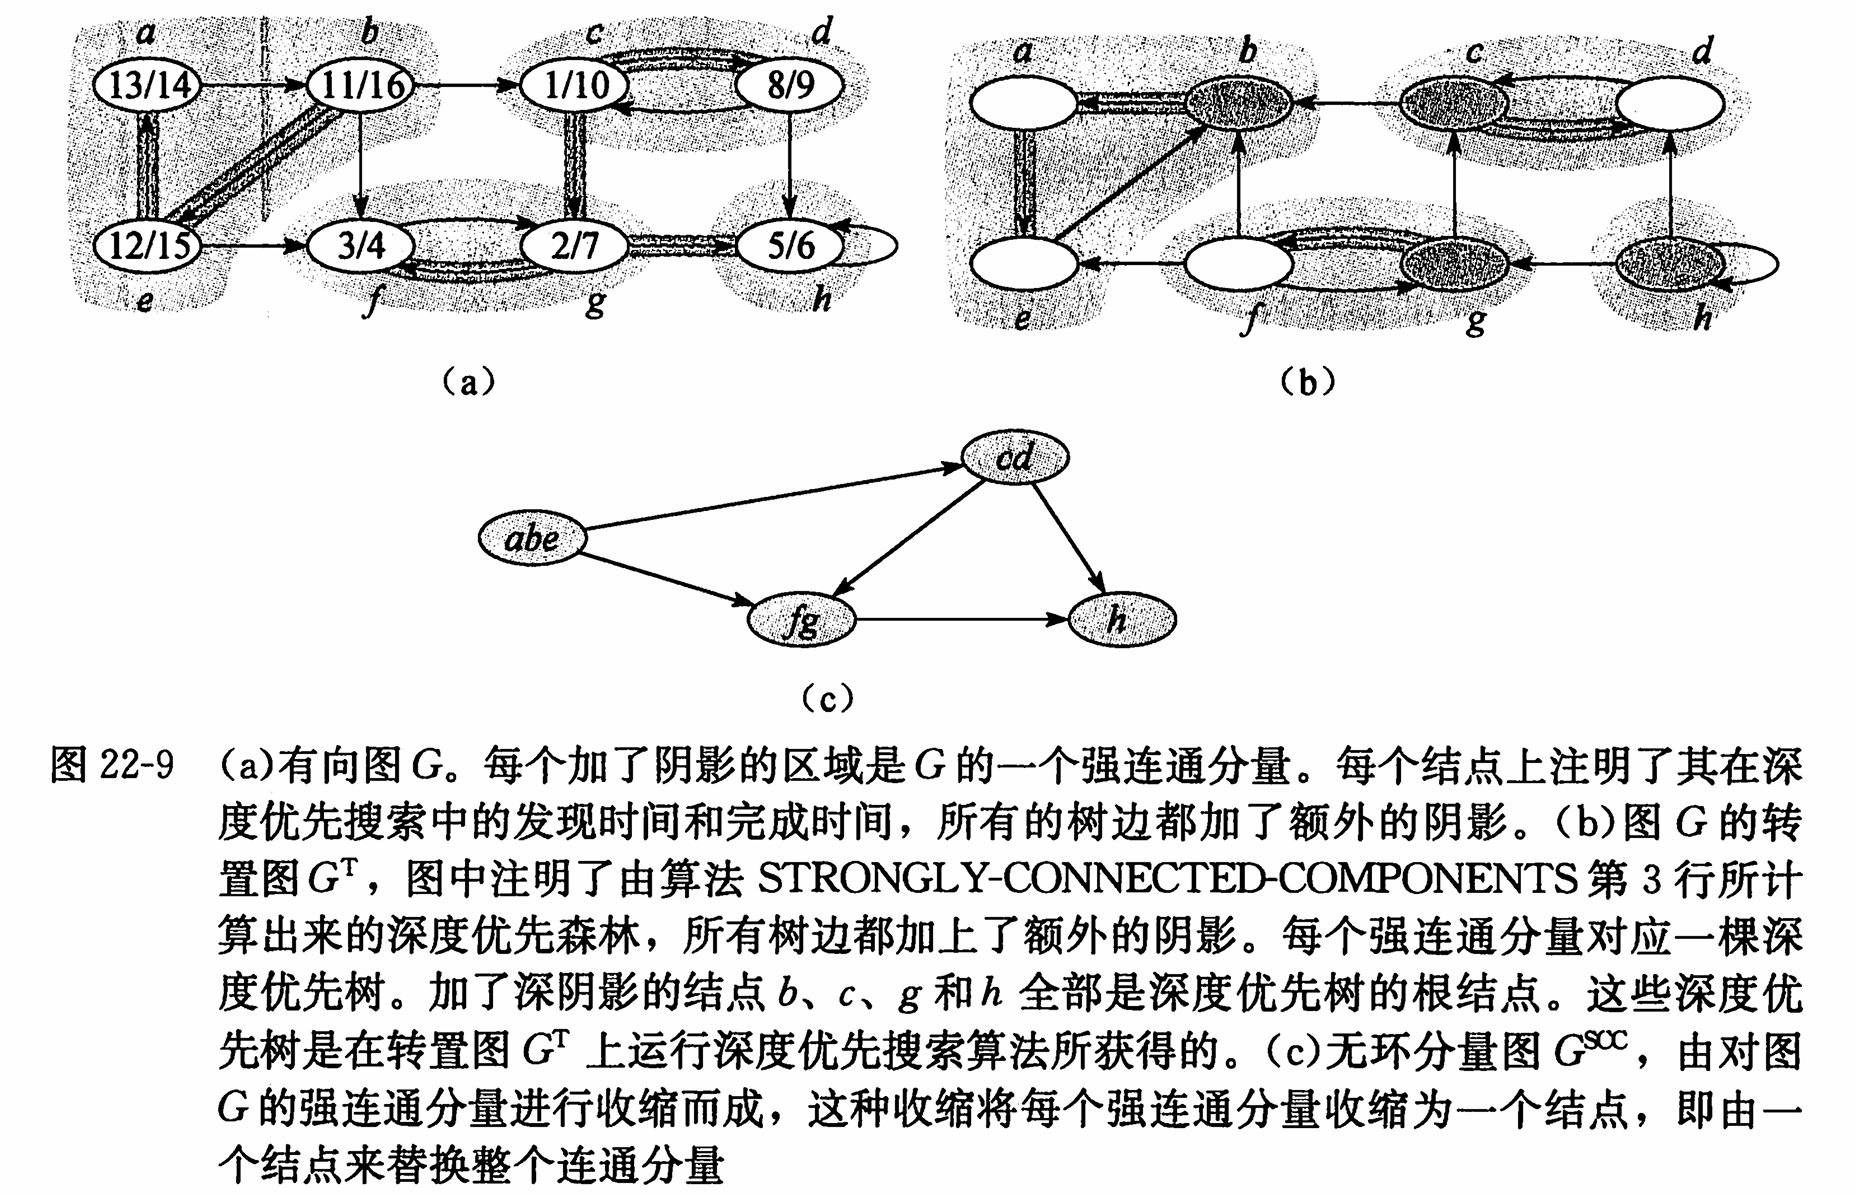 a b c d
13/14 11/16 1/10 8/9
12/15 3/4 2/7 5/6
e f g h
(a)
a b c d
e f g h
(b)
cd
abe
fg h
(c)
图 22-9 (a)有向图 G。每个加了阴影的区域是 G 的一个强连通分量。每个结点上注明了其在深
度优先搜索中的发现时间和完成时间，所有的树边都加了额外的阴影。(b)图 G 的转
置图 Gᵀ，图中注明了由算法 STRONGLY-CONNECTED-COMPONENTS 第 3 行所计
算出来的深度优先森林，所有树边都加上了额外的阴影。每个强连通分量对应一棵深
度优先树。加了深阴影的结点 b、c、g 和 h 全部是深度优先树的根结点。这些深度优
先树是在转置图 Gᵀ 上运行深度优先搜索算法所获得的。(c)无环分量图 Gˢᶜᶜ，由对图
G 的强连通分量进行收缩而成，这种收缩将每个强连通分量收缩为一个结点，即由一
个结点来替换整个连通分量